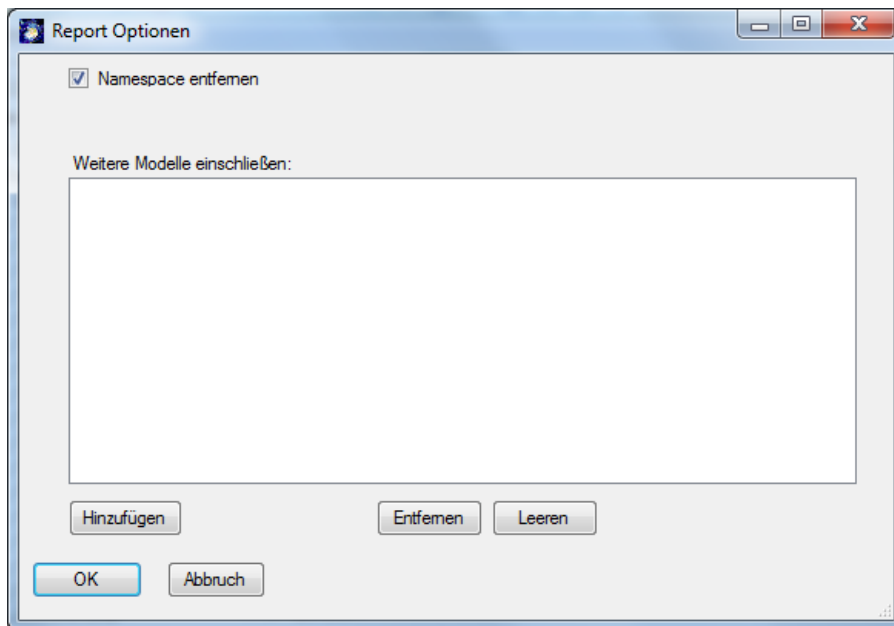 Report Optionen
Namespace entfernen
Weitere Modelle einschließen:
Hinzufügen
Entfernen
Leeren
OK
Abbruch